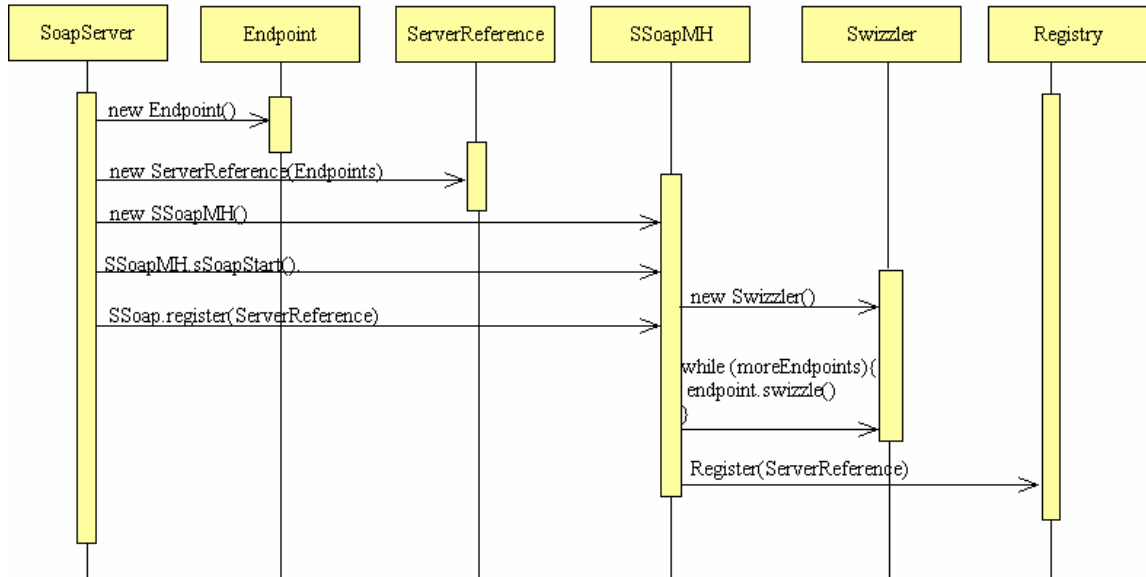 SoapServer
Endpoint
ServerReference
SSoapMH
Swizzler
Registry
new Endpoint()
new ServerReference(Endpoints)
new SSoapMH()
SSoapMH.sSoapStart().
new Swizzler()
SSoap.register(ServerReference)
while (moreEndpoints){
endpoint.swizzle()
}
Register(ServerReference)